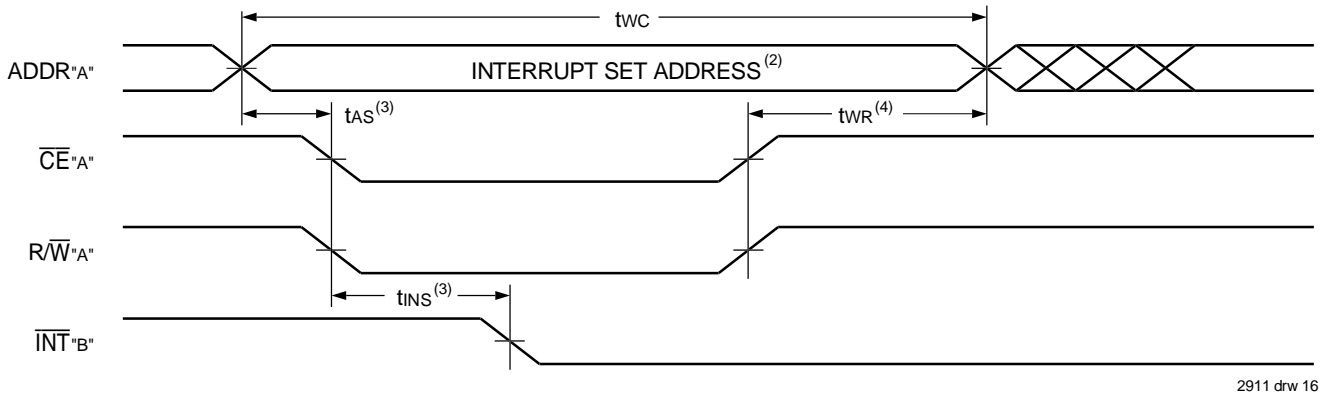 tWC
ADDR"A"
INTERRUPT SET ADDRESS(2)
tAS(3)
tWR(4)
CE"A"
R/W"A"
tINS(3)
INT"B"
2911 drw 16